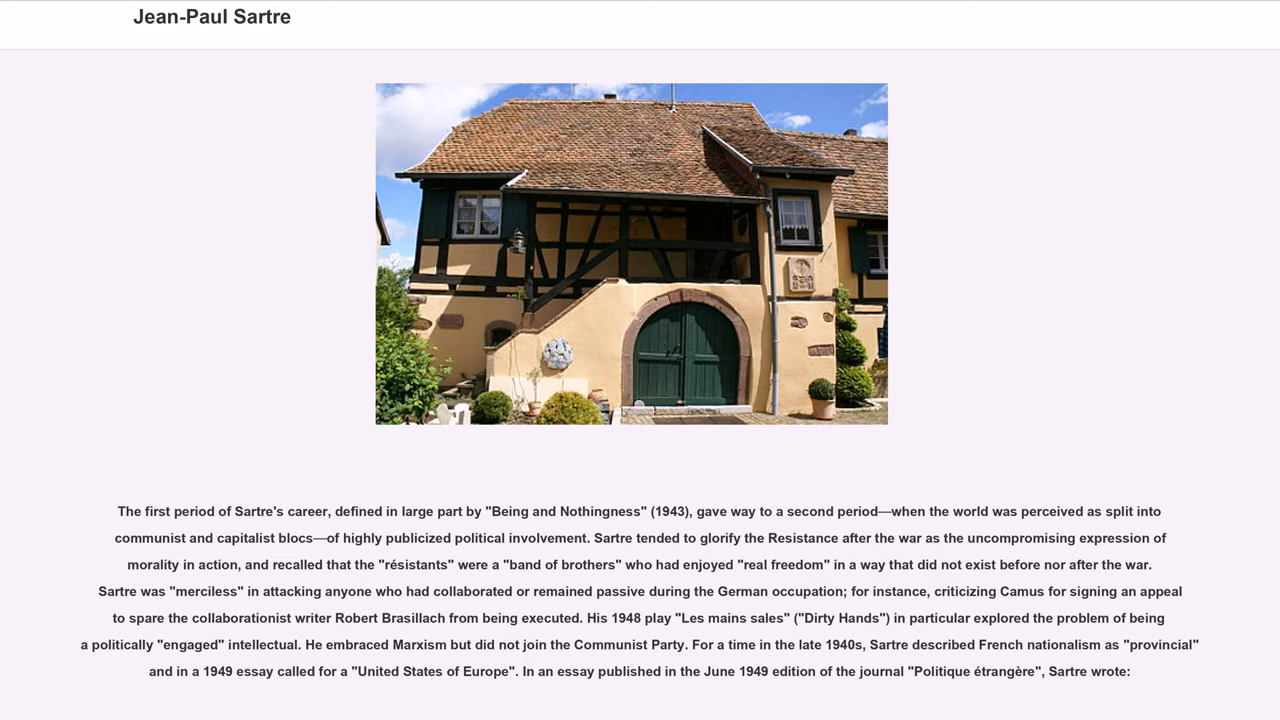 Jean-Paul Sartre
The first period of Sartre's career, defined in large part by "Being and Nothingness" (1943), gave way to a second period—when the world was perceived as split into
communist and capitalist blocs—of highly publicized political involvement. Sartre tended to glorify the Resistance after the war as the uncompromising expression of
morality in action, and recalled that the "résistants" were a "band of brothers" who had enjoyed "real freedom" in a way that did not exist before nor after the war.
Sartre was "merciless" in attacking anyone who had collaborated or remained passive during the German occupation; for instance, criticizing Camus for signing an appeal
to spare the collaborationist writer Robert Brasillach from being executed. His 1948 play "Les mains sales" ("Dirty Hands") in particular explored the problem of being
a politically "engaged" intellectual. He embraced Marxism but did not join the Communist Party. For a time in the late 1940s, Sartre described French nationalism as "provincial"
and in a 1949 essay called for a "United States of Europe". In an essay published in the June 1949 edition of the journal "Politique étrangère", Sartre wrote: